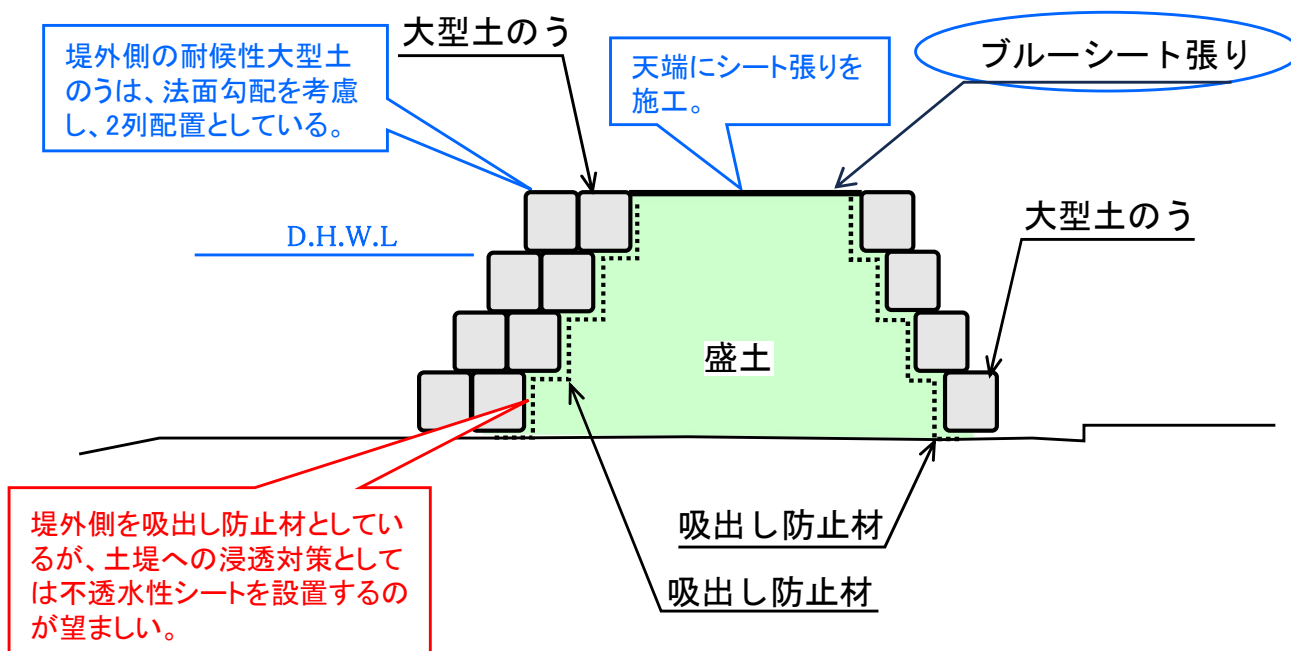 堤外側の耐候性大型土
のうは、法面勾配を考慮
し、2列配置としている。
大型土のう
天端にシート張りを
施工。
ブルーシート張り
D.H.W.L
大型土のう
盛土
堤外側を吸出し防止材としてい
るが、土堤への浸透対策として
は不透水性シートを設置するの
が望ましい。
吸出し防止材
吸出し防止材